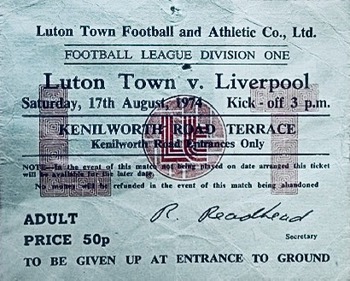 Luton Town Football and Athletic Co., Ltd.
FOOTBALL LEAGUE DIVISION ONE
Luton Town v. Liverpool
Saturday, 17th August, 1974 Kick-off 3 p.m.
KENILWORTH ROAD TERRACE
Kenilworth Road Entrances Only
NOTE—In the event of this match not being played on date arranged this ticket
will be available for the later date.
No money will be refunded in the event of this match being abandoned
ADULT R. Readhead
PRICE 50p Secretary
TO BE GIVEN UP AT ENTRANCE TO GROUND